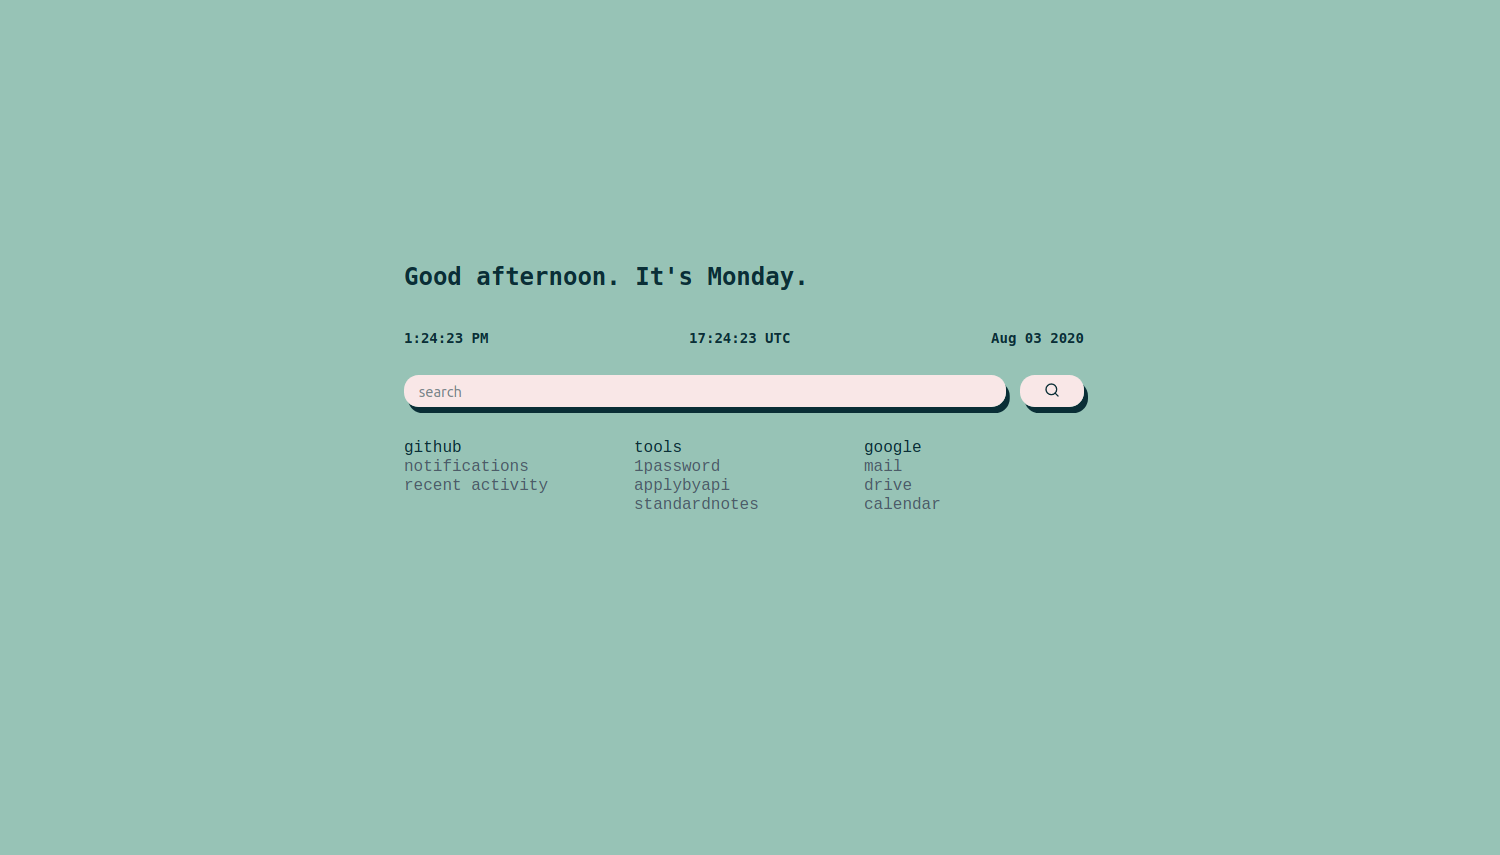 Good afternoon. It's Monday.
1:24:23 PM 17:24:23 UTC Aug 03 2020
search
github
notifications
recent activity
tools
1password
applybyapi
standardnotes
google
mail
drive
calendar